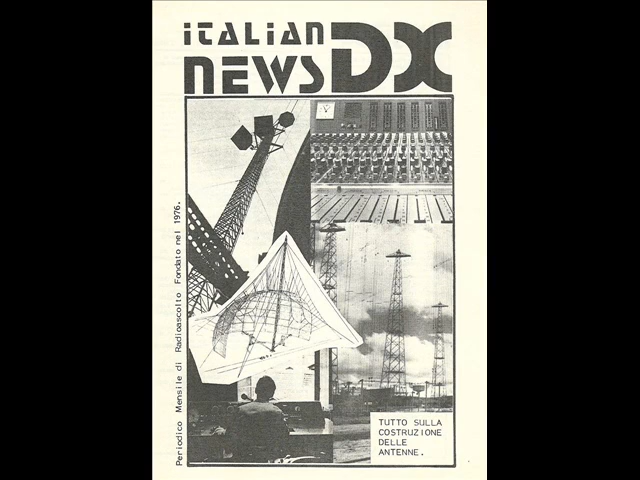 ITALIAN
NEWS DX
Periodico Mensile di Radioascolto Fondato nel 1976.
TUTTO SULLA
COSTRUZIONE
DELLE
ANTENNE.